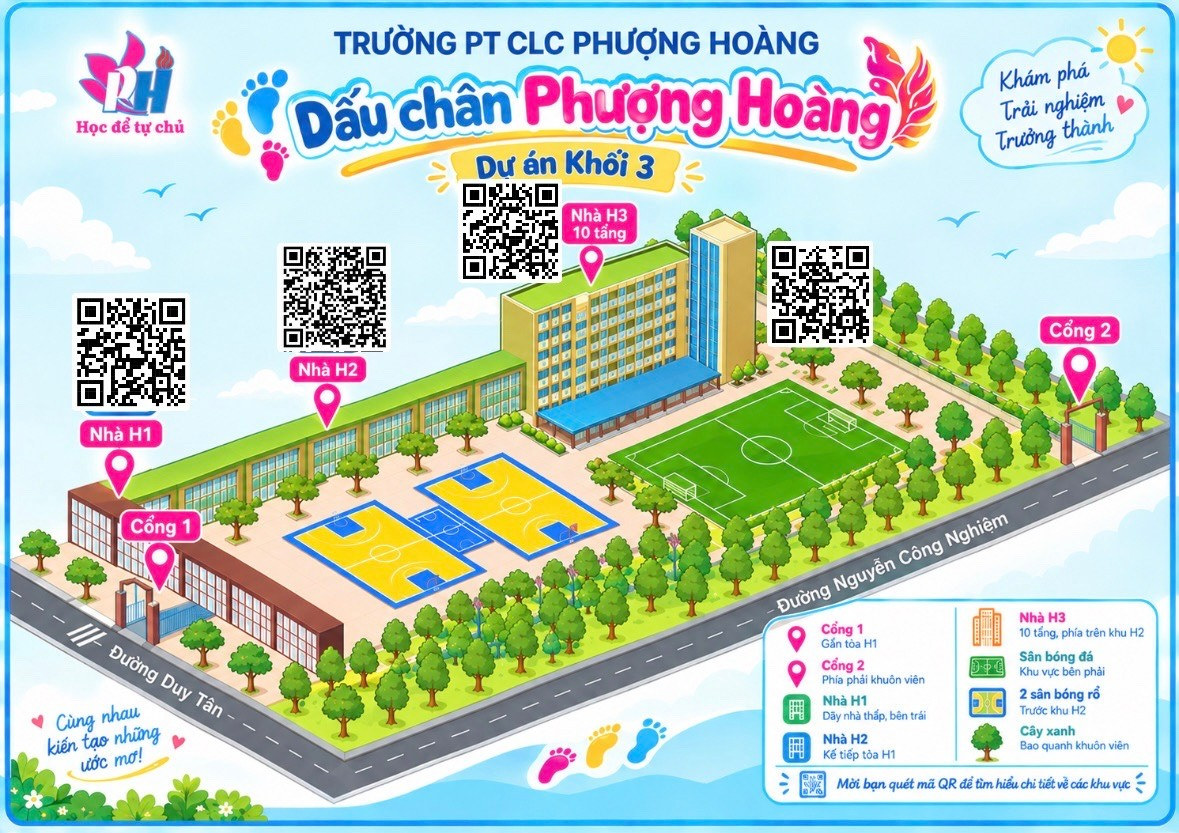 TRƯỜNG PT CLC PHƯỢNG HOÀNG
PH
Học để tự chủ
Dấu chân Phượng Hoàng
Dự án Khối 3
Khám phá
Trải nghiệm
Trưởng thành
Nhà H3
10 tầng
Nhà H2
Nhà H1
Cổng 1
Cổng 2
Đường Duy Tân
Đường Nguyễn Công Nghiệm
Cùng nhau
kiến tạo những
ước mơ!
Cổng 1
Gần tòa H1
Cổng 2
Phía phải khuôn viên
Nhà H1
Dãy nhà thấp, bên trái
Nhà H2
Kế tiếp tòa H1
Nhà H3
10 tầng, phía trên khu H2
Sân bóng đá
Khu vực bên phải
2 sân bóng rổ
Trước khu H2
Cây xanh
Bao quanh khuôn viên
Mời bạn quét mã QR để tìm hiểu chi tiết về các khu vực